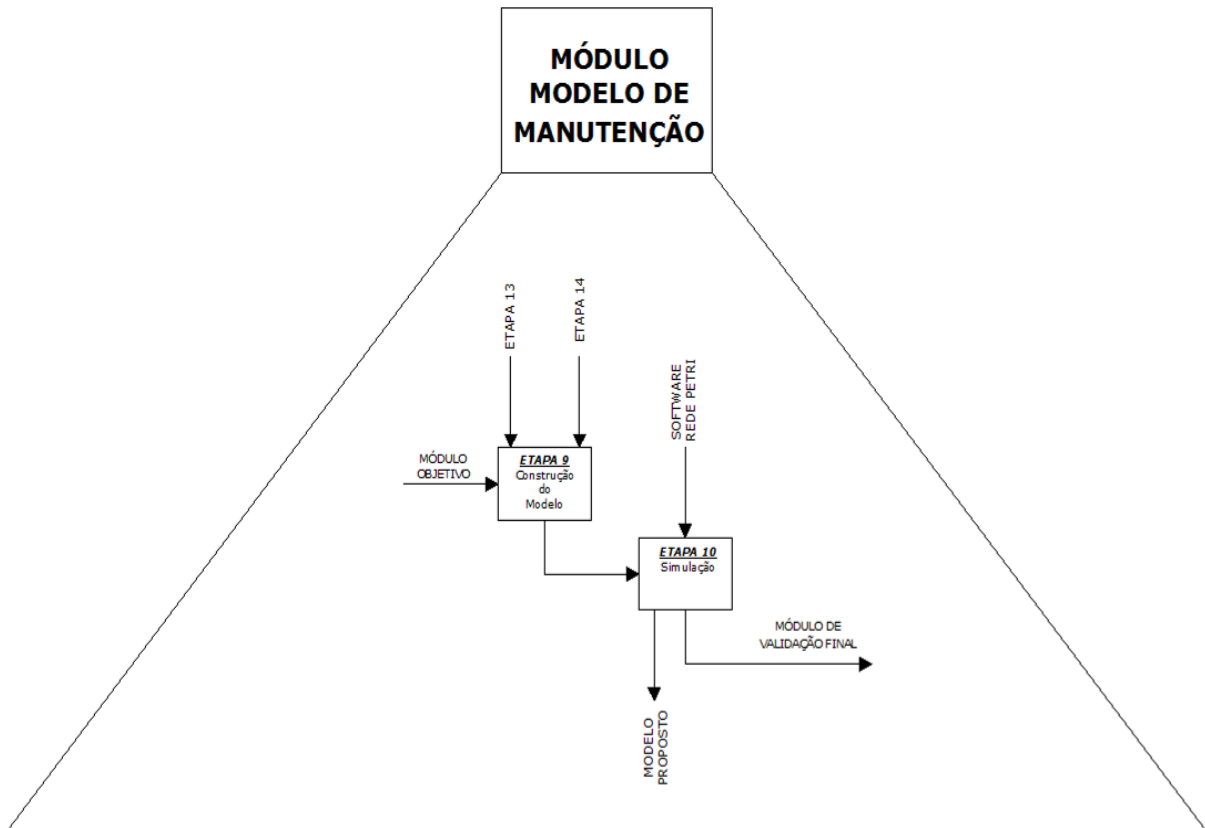 MÓDULO
MODELO DE
MANUTENÇÃO
ETAPA 13
ETAPA 14
SOFTWARE
REDE PETRI
MÓDULO
OBJETIVO
ETAPA 9
Construção
do
Modelo
ETAPA 10
Simulação
MÓDULO DE
VALIDAÇÃO FINAL
MODELO
PROPOSTO